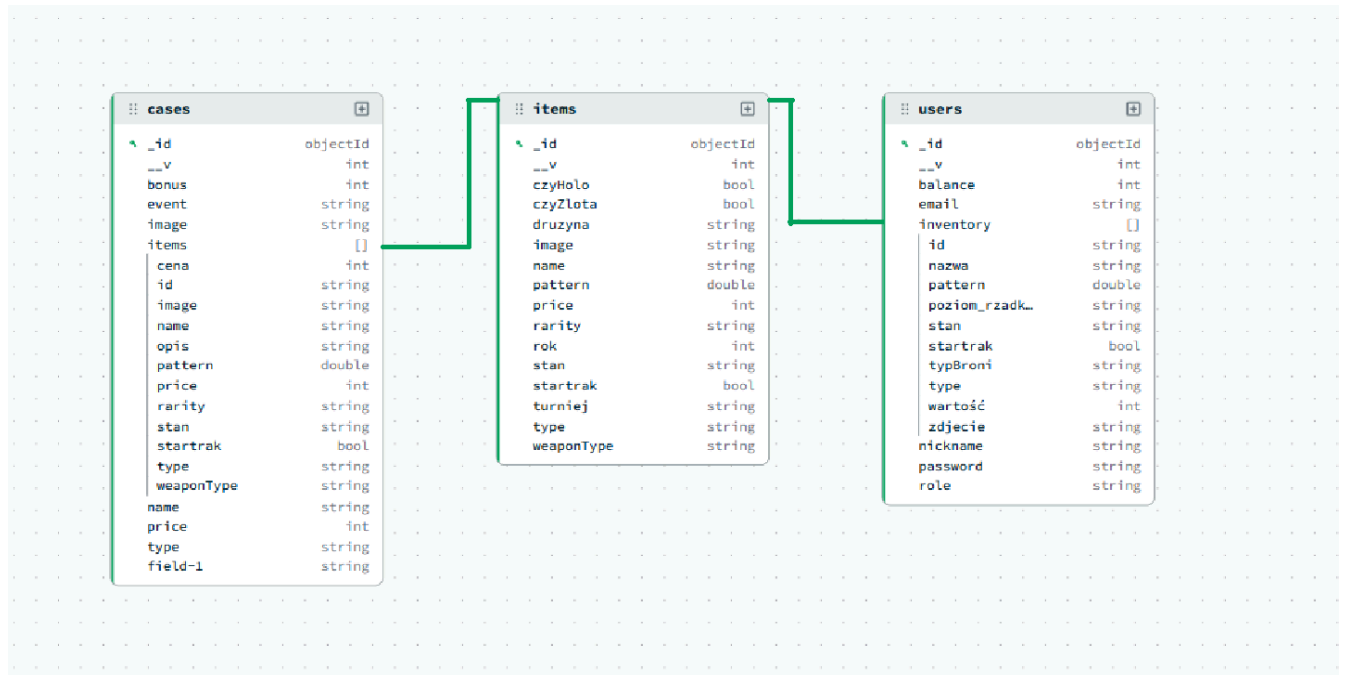 cases
_id objectId
__v int
bonus int
event string
image string
items []
cena int
id string
image string
name string
opis string
pattern double
price int
rarity string
stan string
startrak bool
type string
weaponType string
name string
price int
type string
field-1 string
items
_id objectId
__v int
czyHolo bool
czyZlota bool
druzyna string
image string
name string
pattern double
price int
rarity string
rok int
stan string
startrak bool
turniej string
type string
weaponType string
users
_id objectId
__v int
balance int
email string
inventory []
id string
nazwa string
pattern double
poziom_rzadk… string
stan string
startrak bool
typBroni string
type string
wartość int
zdjecie string
nickname string
password string
role string